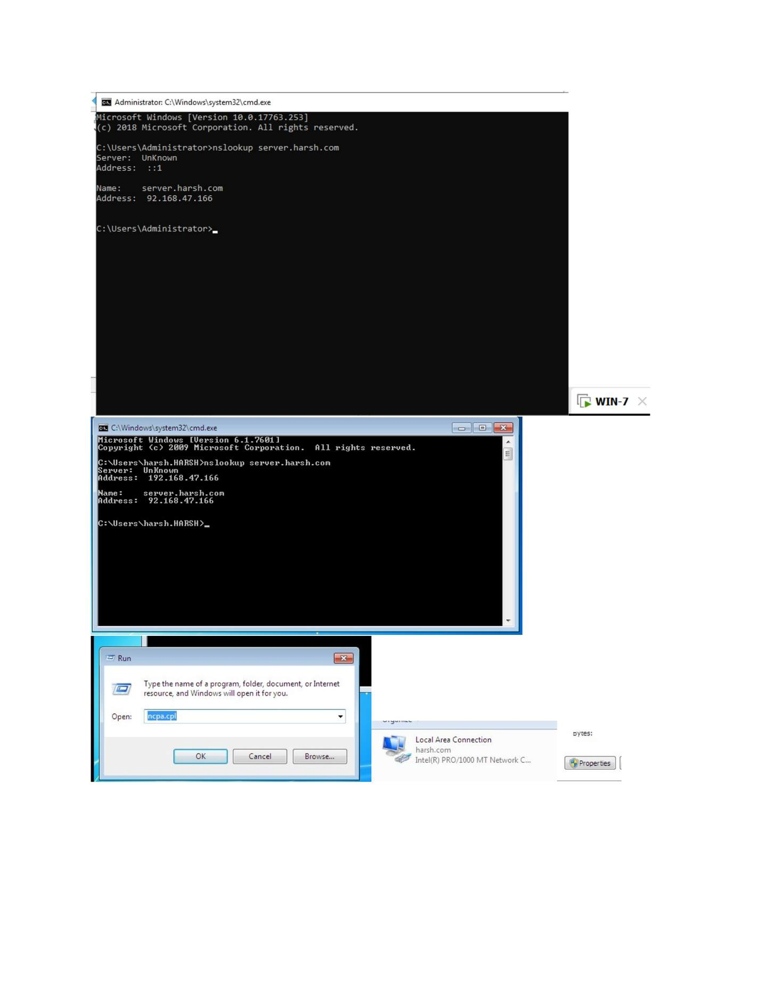 Administrator: C:\Windows\system32\cmd.exe
Microsoft Windows [Version 10.0.17763.253]
(c) 2018 Microsoft Corporation. All rights reserved.
C:\Users\Administrator>nslookup server.harsh.com
Server:  UnKnown
Address:  ::1
Name:    server.harsh.com
Address:  92.168.47.166
C:\Users\Administrator>
WIN-7
C:\Windows\system32\cmd.exe
Microsoft Windows [Version 6.1.7601]
Copyright (c) 2009 Microsoft Corporation.  All rights reserved.
C:\Users\harsh.HARSH>nslookup server.harsh.com
Server:  UnKnown
Address:  192.168.47.166
Name:    server.harsh.com
Address:  92.168.47.166
C:\Users\harsh.HARSH>
Run
Type the name of a program, folder, document, or Internet
resource, and Windows will open it for you.
Open: ncpa.cpl
OK Cancel Browse...
Organize
Local Area Connection
harsh.com
Intel(R) PRO/1000 MT Network C...
Bytes:
Properties